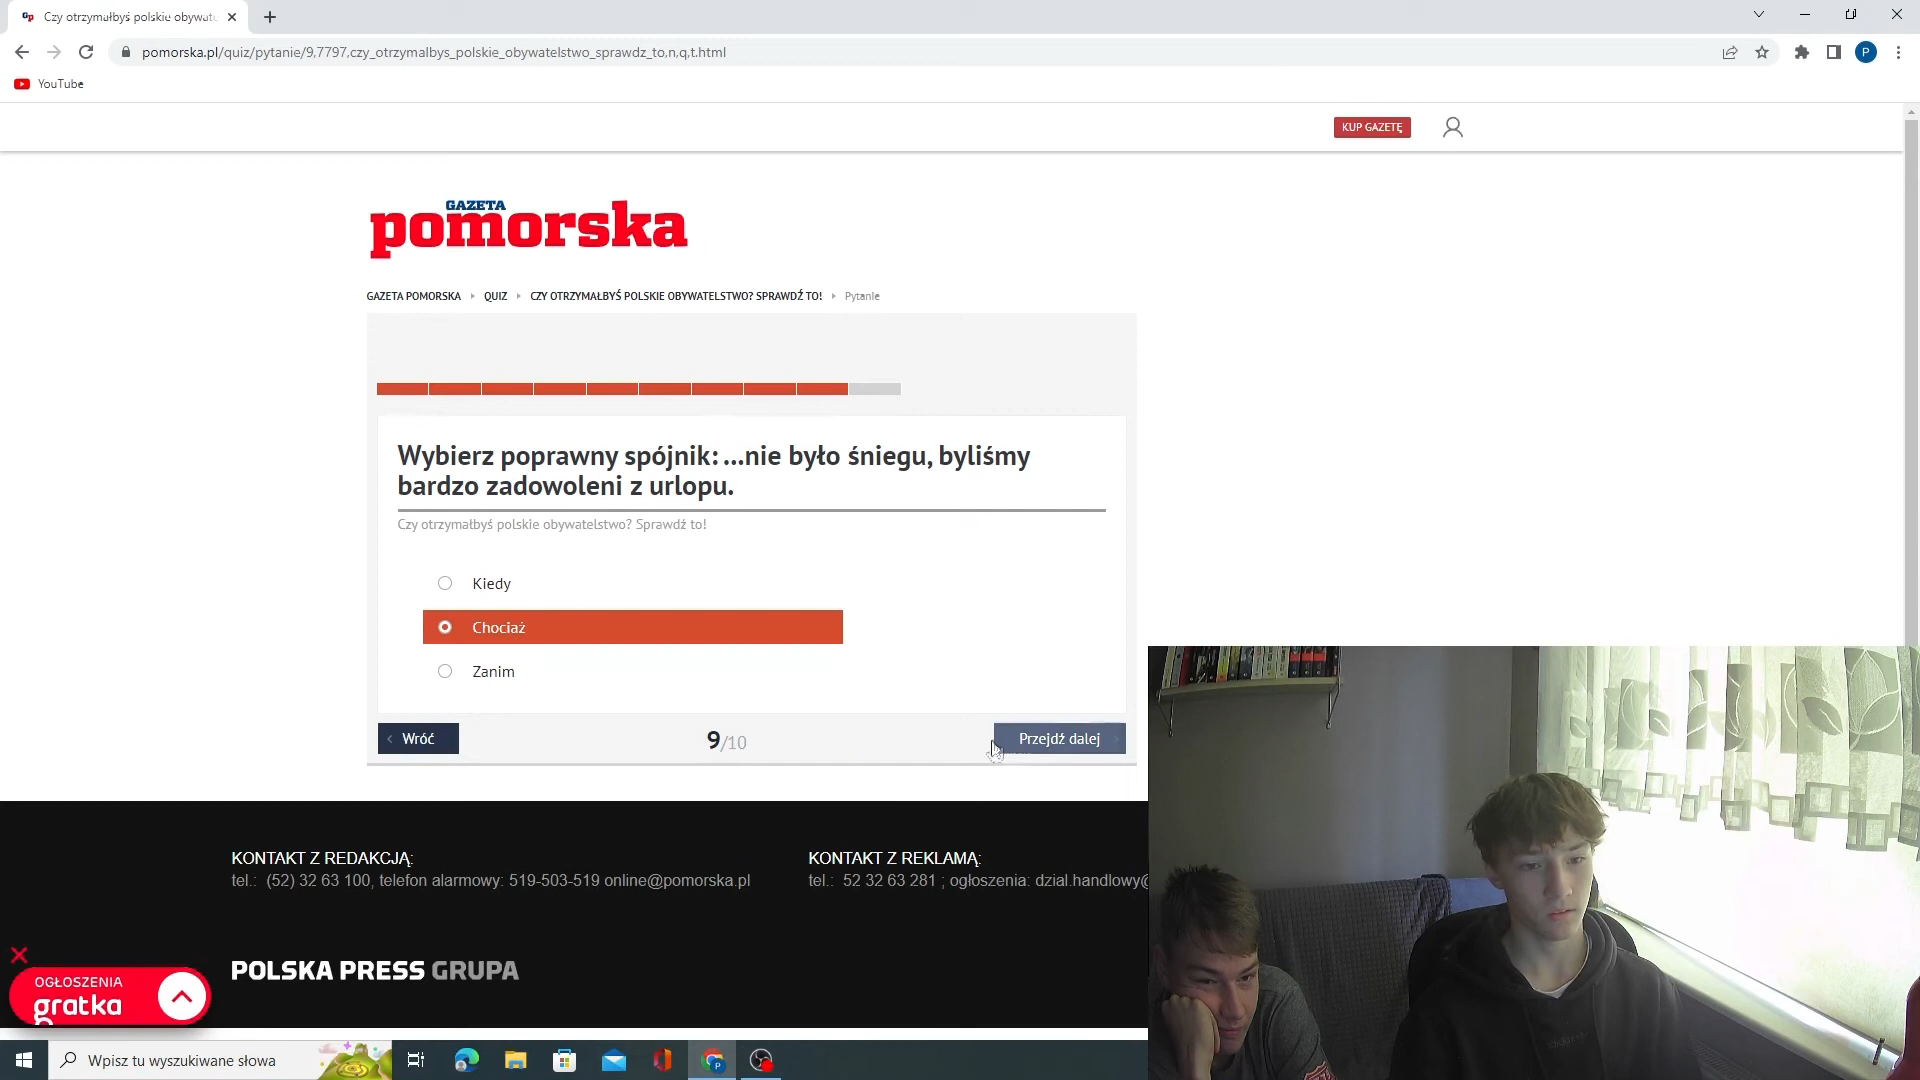 Czy otrzymałbyś polskie obywate
pomorska.pl/quiz/pytanie/9,7797,czy_otrzymalbys_polskie_obywatelstwo_sprawdz_to,n,q,t.html
P
YouTube
KUP GAZETĘ
GAZETA
pomorska
GAZETA POMORSKA QUIZ CZY OTRZYMAŁBYŚ POLSKIE OBYWATELSTWO? SPRAWDŹ TO! Pytanie
Wybierz poprawny spójnik: ...nie było śniegu, byliśmy
bardzo zadowoleni z urlopu.
Czy otrzymałbyś polskie obywatelstwo? Sprawdź to!
Kiedy
Chociaż
Zanim
Wróć
9/10
Przejdź dalej
KONTAKT Z REDAKCJĄ:
tel.: (52) 32 63 100, telefon alarmowy: 519-503-519 online@pomorska.pl
KONTAKT Z REKLAMĄ:
tel.: 52 32 63 281 ; ogłoszenia: dzial.handlowy@
POLSKA PRESS GRUPA
OGŁOSZENIA
gratka
Wpisz tu wyszukiwane słowa